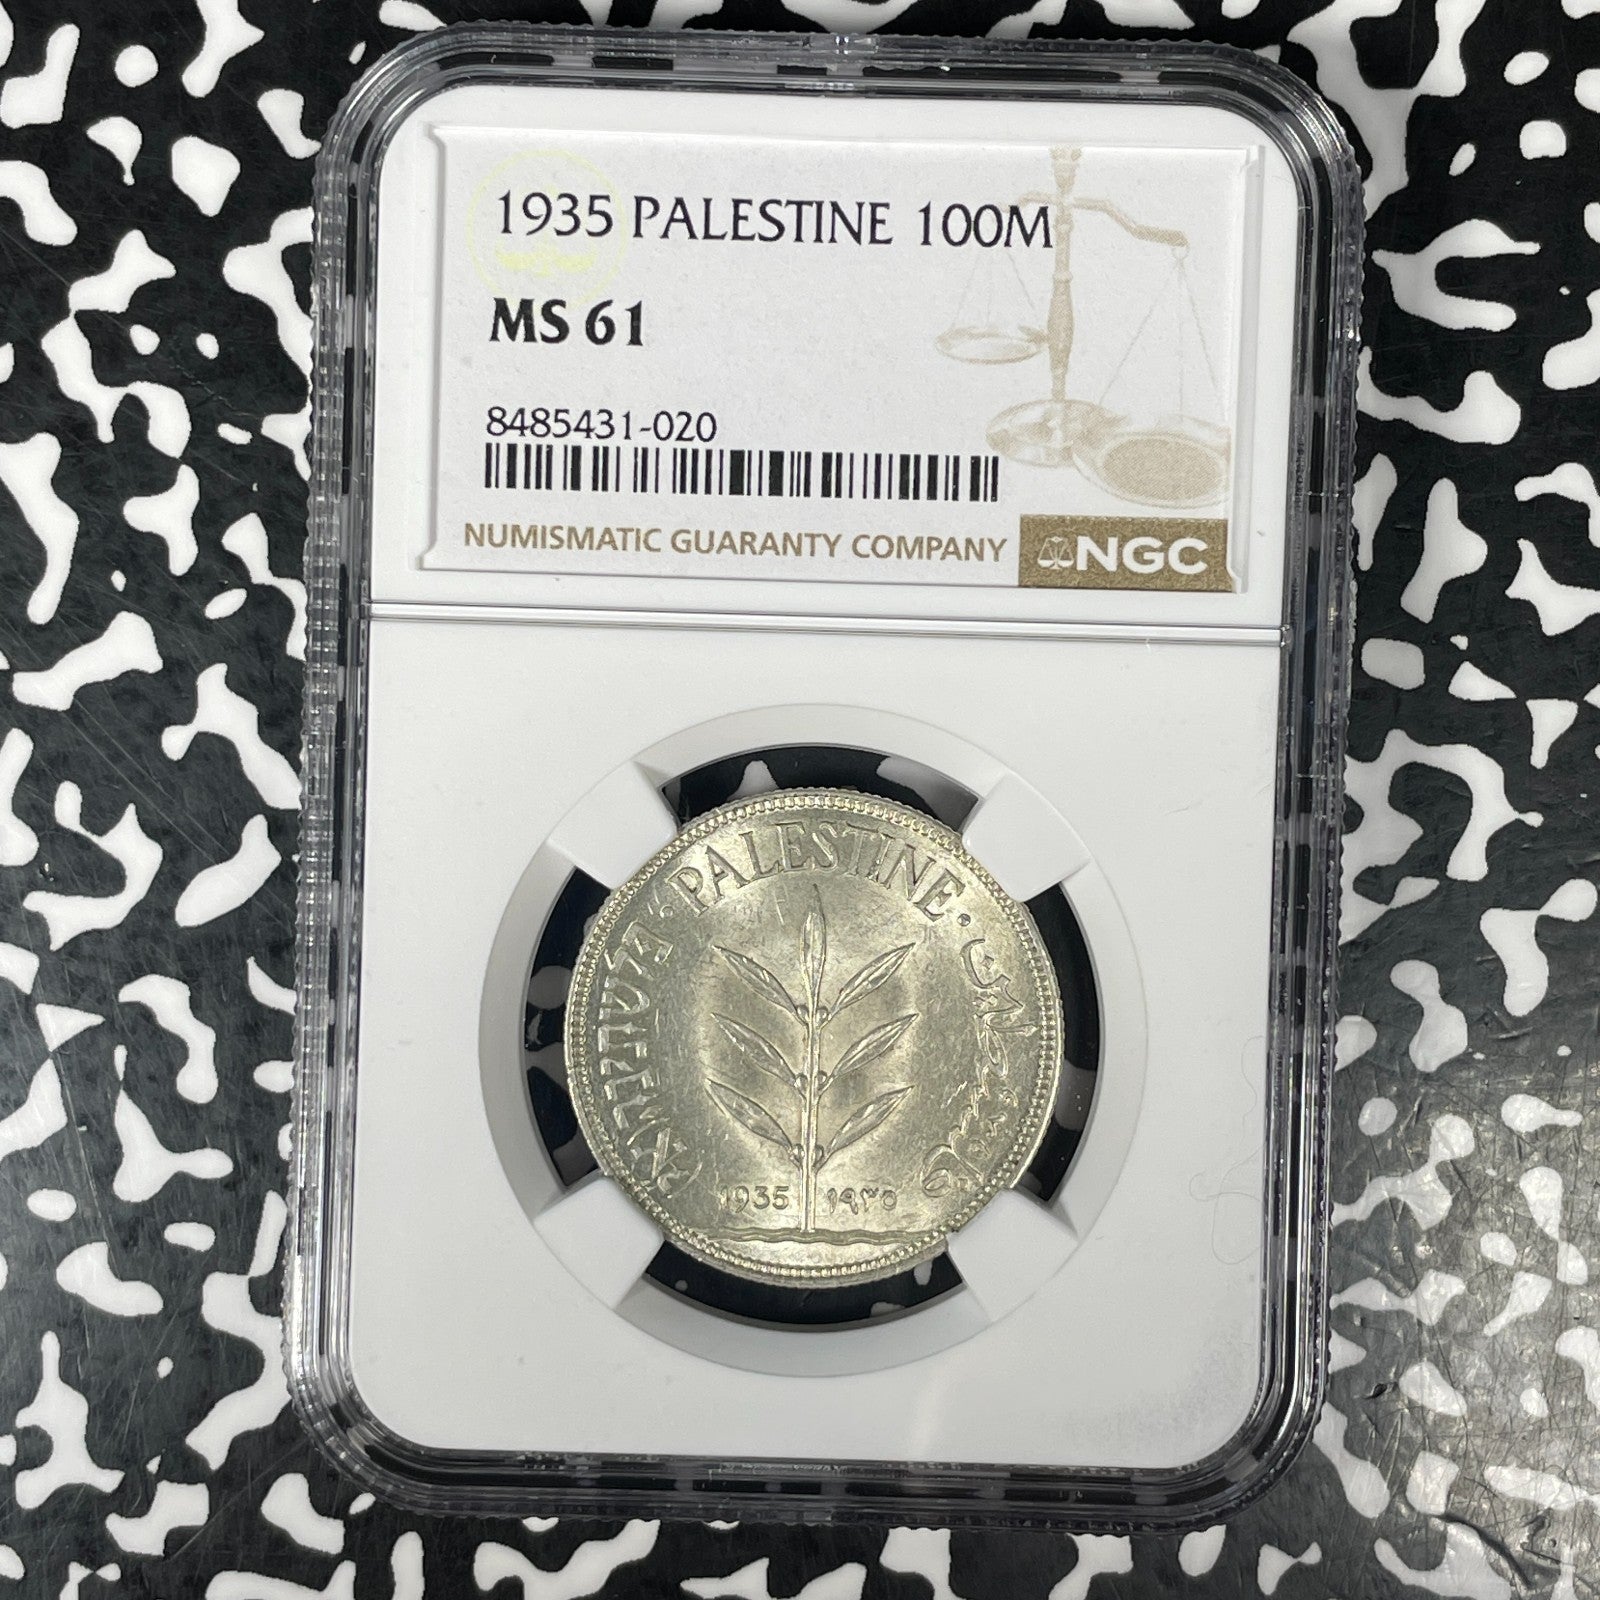 1935 PALESTINE 100M
MS 61
8485431-020
NUMISMATIC GUARANTY COMPANY
NGC
PALESTINE
פלשתינה (א״י)
فلسطين
1935 ١٩٣٥